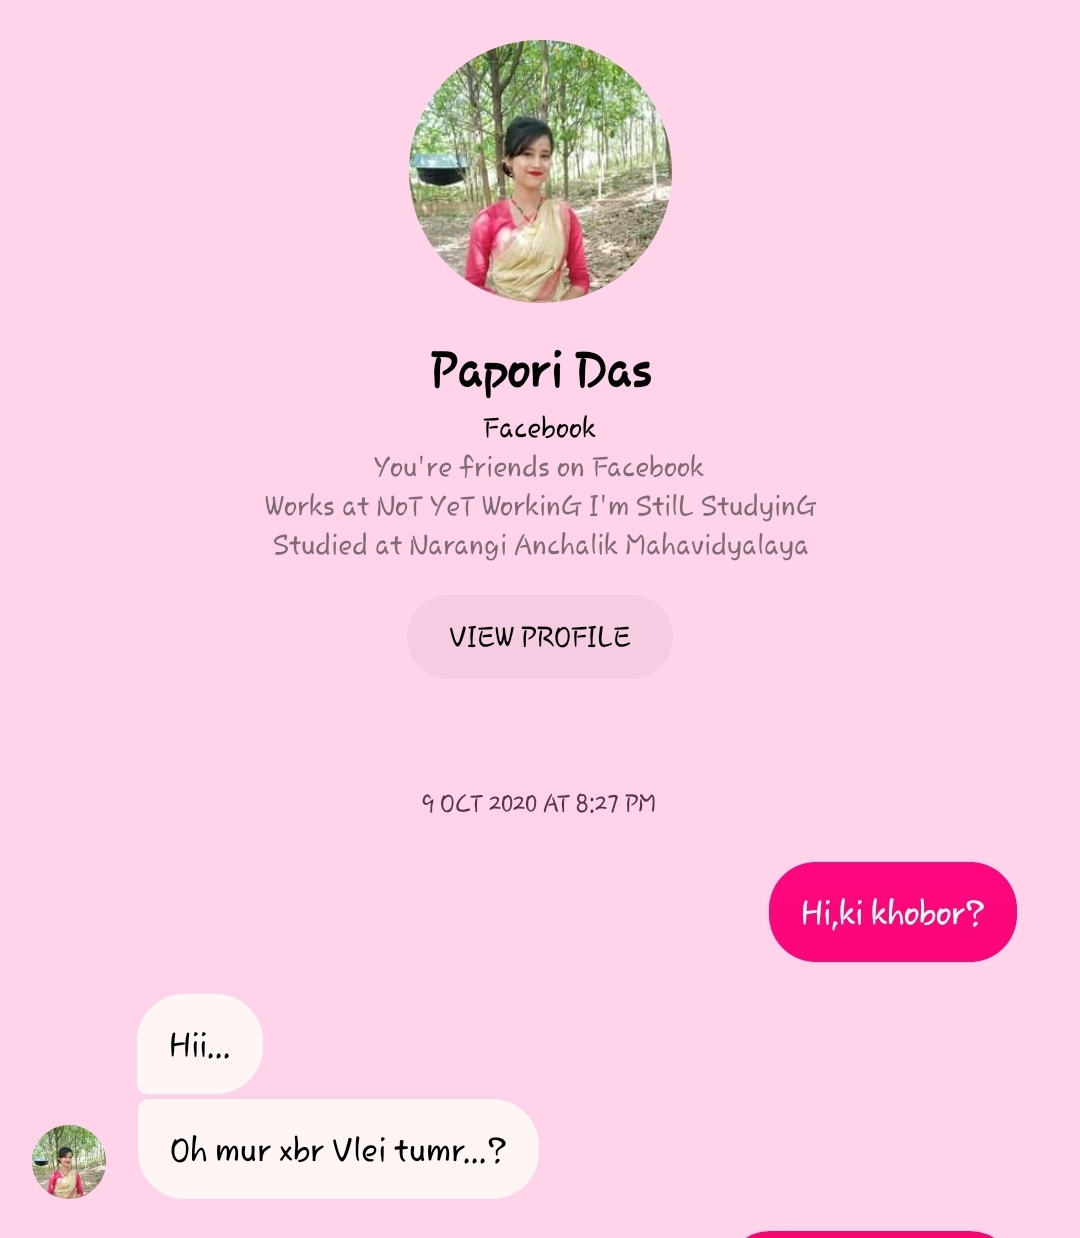 Papori Das
Facebook
You're friends on Facebook
Works at NoT YeT WorkinG I'm StilL StudyinG
Studied at Narangi Anchalik Mahavidyalaya
VIEW PROFILE
9 OCT 2020 AT 8:27 PM
Hi,ki khobor?
Hii...
Oh mur xbr Vlei tumr...?